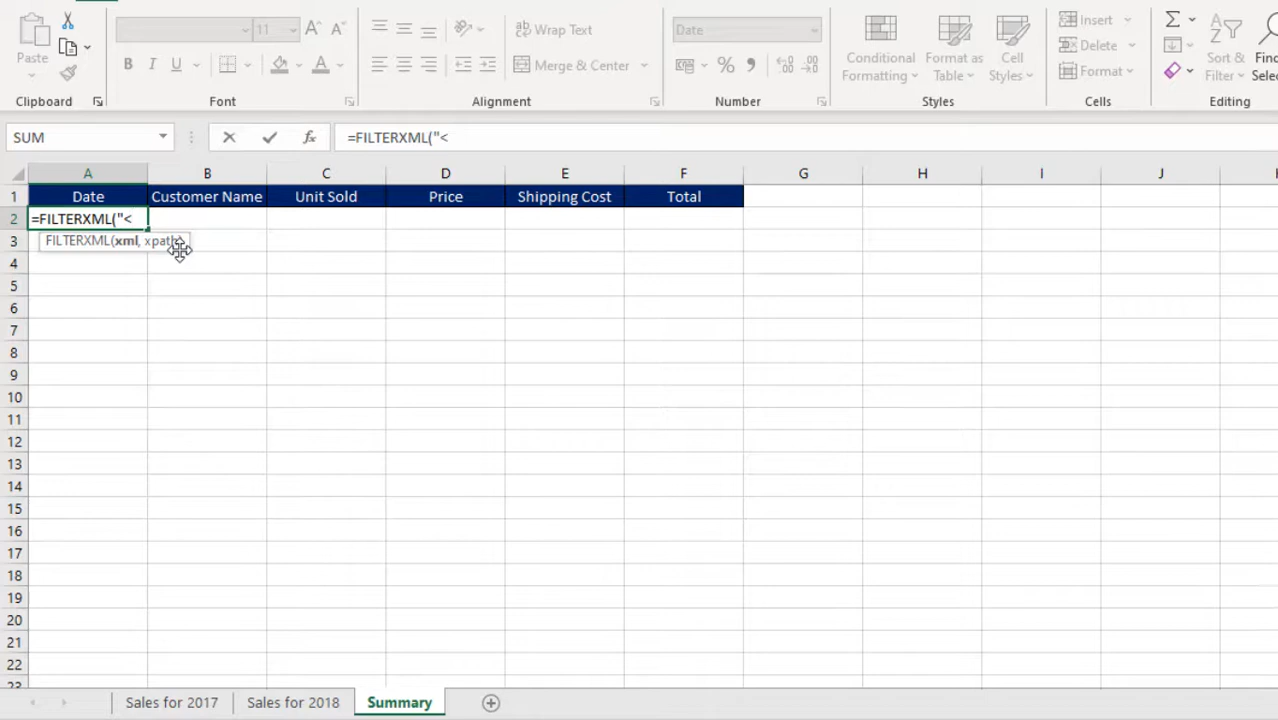 11
Wrap Text
Date
Insert
Paste
B I U
A
Merge & Center
%
Conditional Formatting
Format as Table
Cell Styles
Delete
Format
Sort & Filter
Clipboard
Font
Alignment
Number
Styles
Cells
Editing
SUM
fx
=FILTERXML("<
A B C D E F G H I J
1 Date Customer Name Unit Sold Price Shipping Cost Total
2 =FILTERXML("<
3 FILTERXML(xml, xpath)
4
5
6
7
8
9
10
11
12
13
14
15
16
17
18
19
20
21
22
23
Sales for 2017 Sales for 2018 Summary